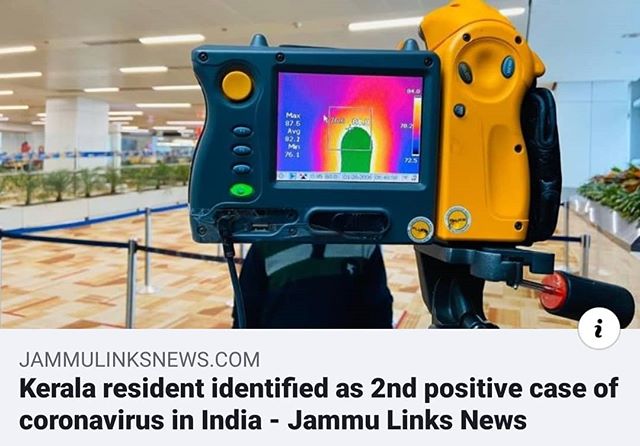 Max
87.5
Avg
82.2
Min
76.1
84.0
78.2
72.5
i
JAMMULINKSNEWS.COM
Kerala resident identified as 2nd positive case of
coronavirus in India - Jammu Links News